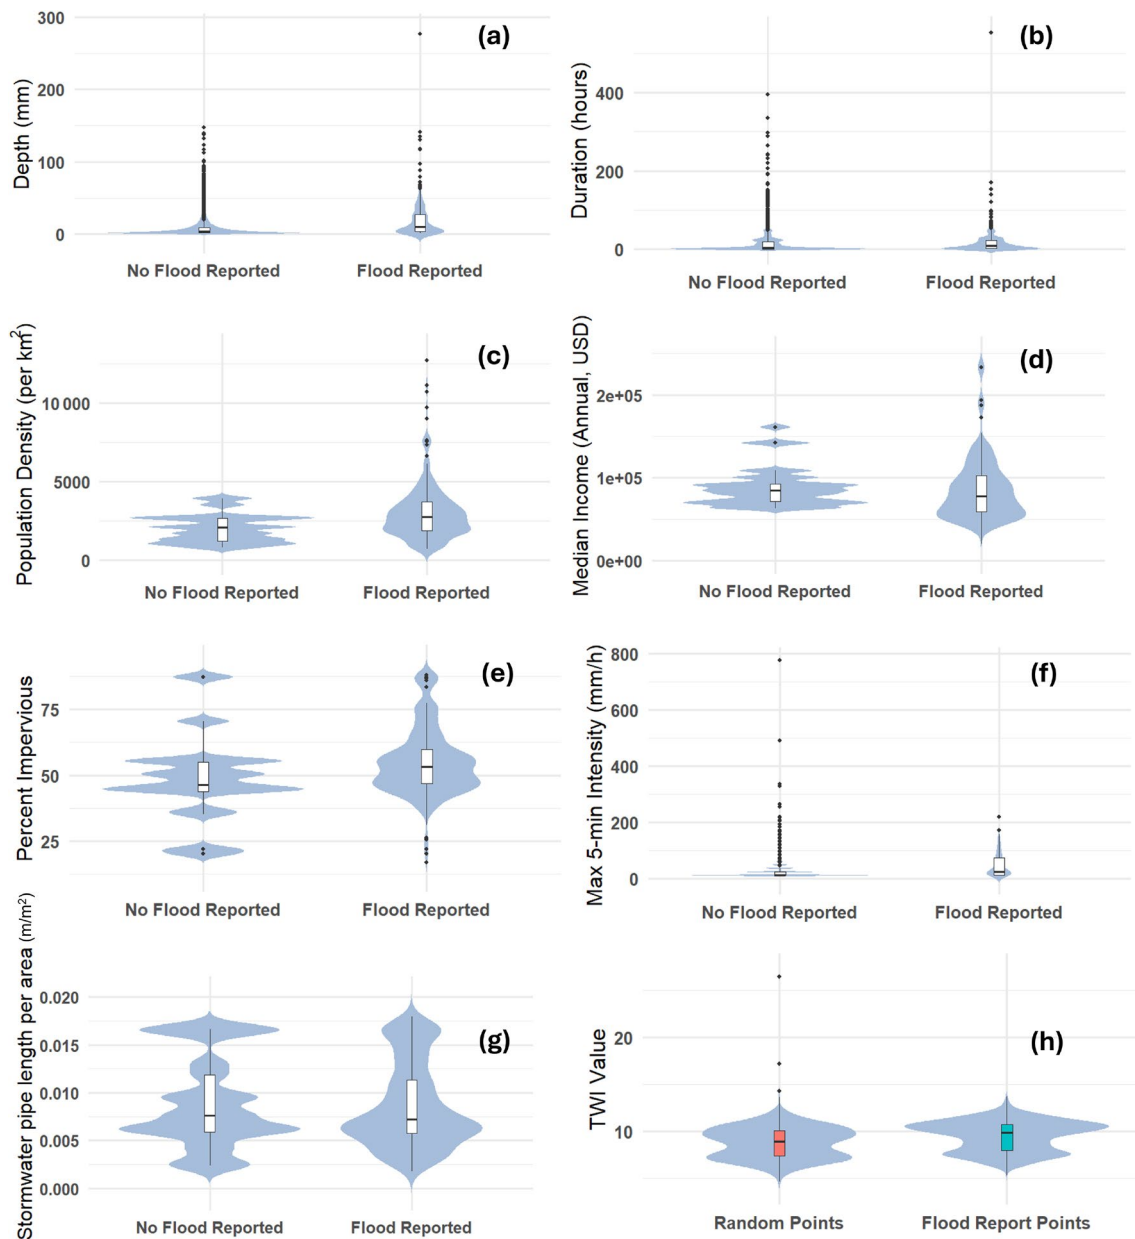 (a)
Depth (mm)
300
200
100
0
No Flood Reported
Flood Reported
(b)
Duration (hours)
400
200
0
No Flood Reported
Flood Reported
(c)
Population Density (per km²)
10 000
5000
0
No Flood Reported
Flood Reported
(d)
Median Income (Annual, USD)
2e+05
1e+05
0e+00
No Flood Reported
Flood Reported
(e)
Percent Impervious
75
50
25
No Flood Reported
Flood Reported
(f)
Max 5-min Intensity (mm/h)
800
600
400
200
0
No Flood Reported
Flood Reported
(g)
Stormwater pipe length per area (m/m²)
0.020
0.015
0.010
0.005
0.000
No Flood Reported
Flood Reported
(h)
TWI Value
20
10
Random Points
Flood Report Points